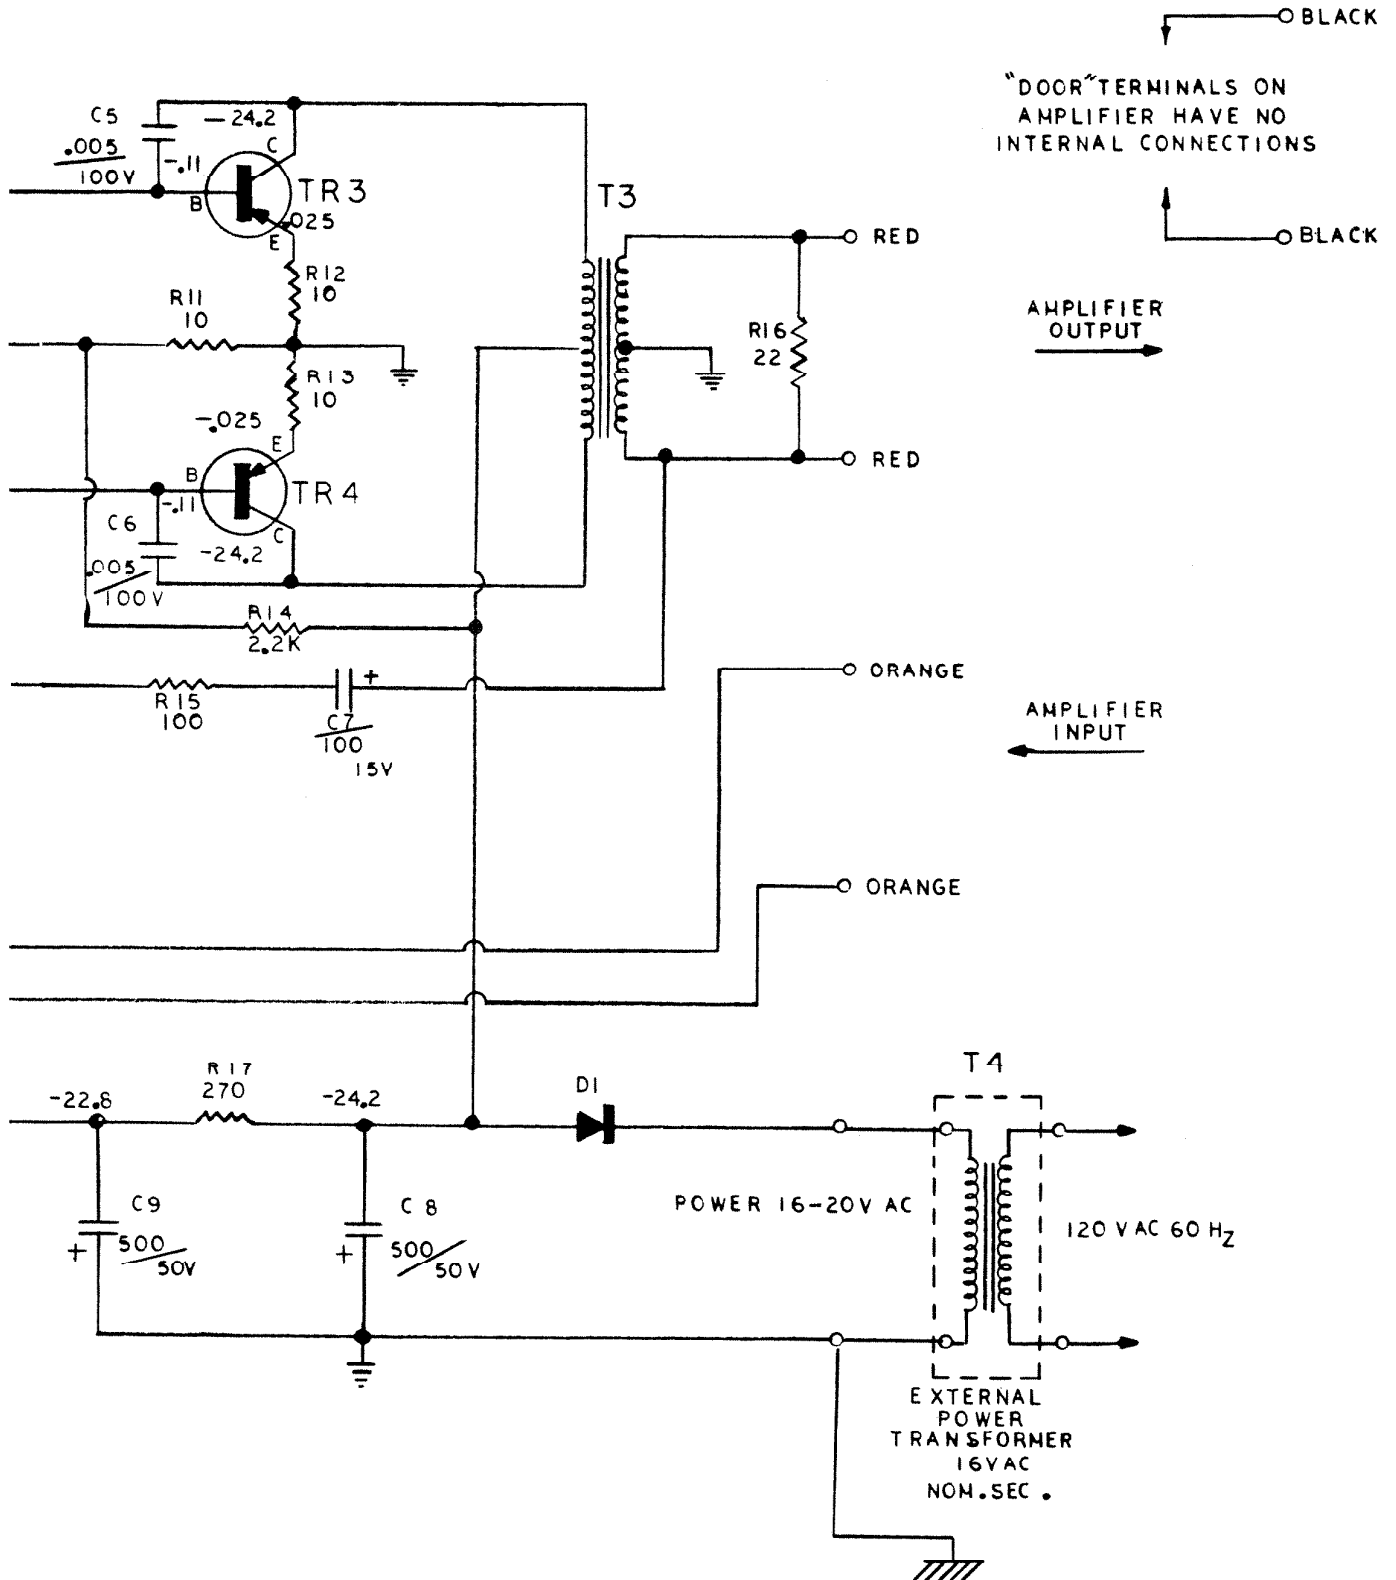 BLACK
"DOOR" TERMINALS ON
AMPLIFIER HAVE NO
INTERNAL CONNECTIONS
BLACK
C5
.005
100V
-24.2
-.11
C
B
E
TR3
.025
R12
10
R11
10
R13
10
-.025
E
B
C
-.11
TR4
C6
.005
100V
-24.2
T3
RED
R16
22
RED
AMPLIFIER
OUTPUT
R14
2.2K
R15
100
+
C7
100
15V
ORANGE
AMPLIFIER
INPUT
ORANGE
-22.8
R17
270
-24.2
D1
T4
C9
+
500
50V
C8
+
500
50V
POWER 16-20V AC
120 VAC 60 HZ
EXTERNAL
POWER
TRANSFORMER
16VAC
NOM.SEC.